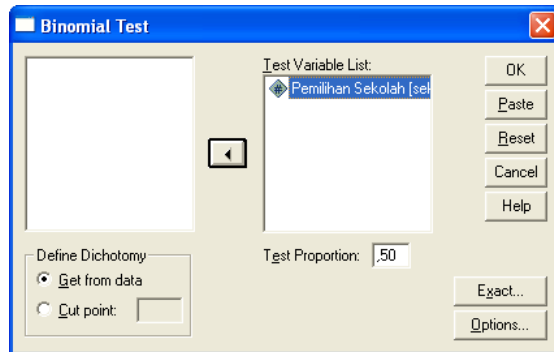 Binomial Test
Test Variable List:
Pemilihan Sekolah [sek
OK
Paste
Reset
Cancel
Help
Define Dichotomy
Get from data
Cut point:
Test Proportion: ,50
Exact...
Options...